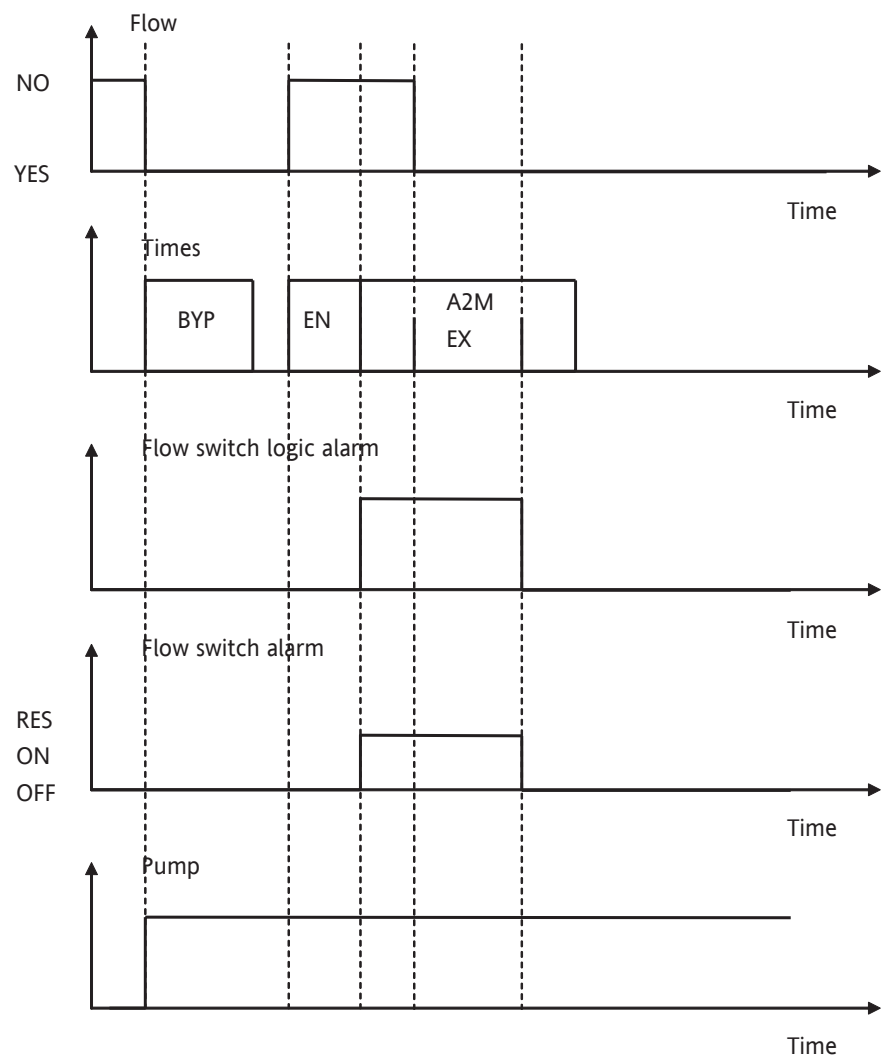 Flow
NO
YES
Time
Times
BYP
EN
A2M
EX
Time
Flow switch logic alarm
Time
Flow switch alarm
RES
ON
OFF
Time
Pump
Time